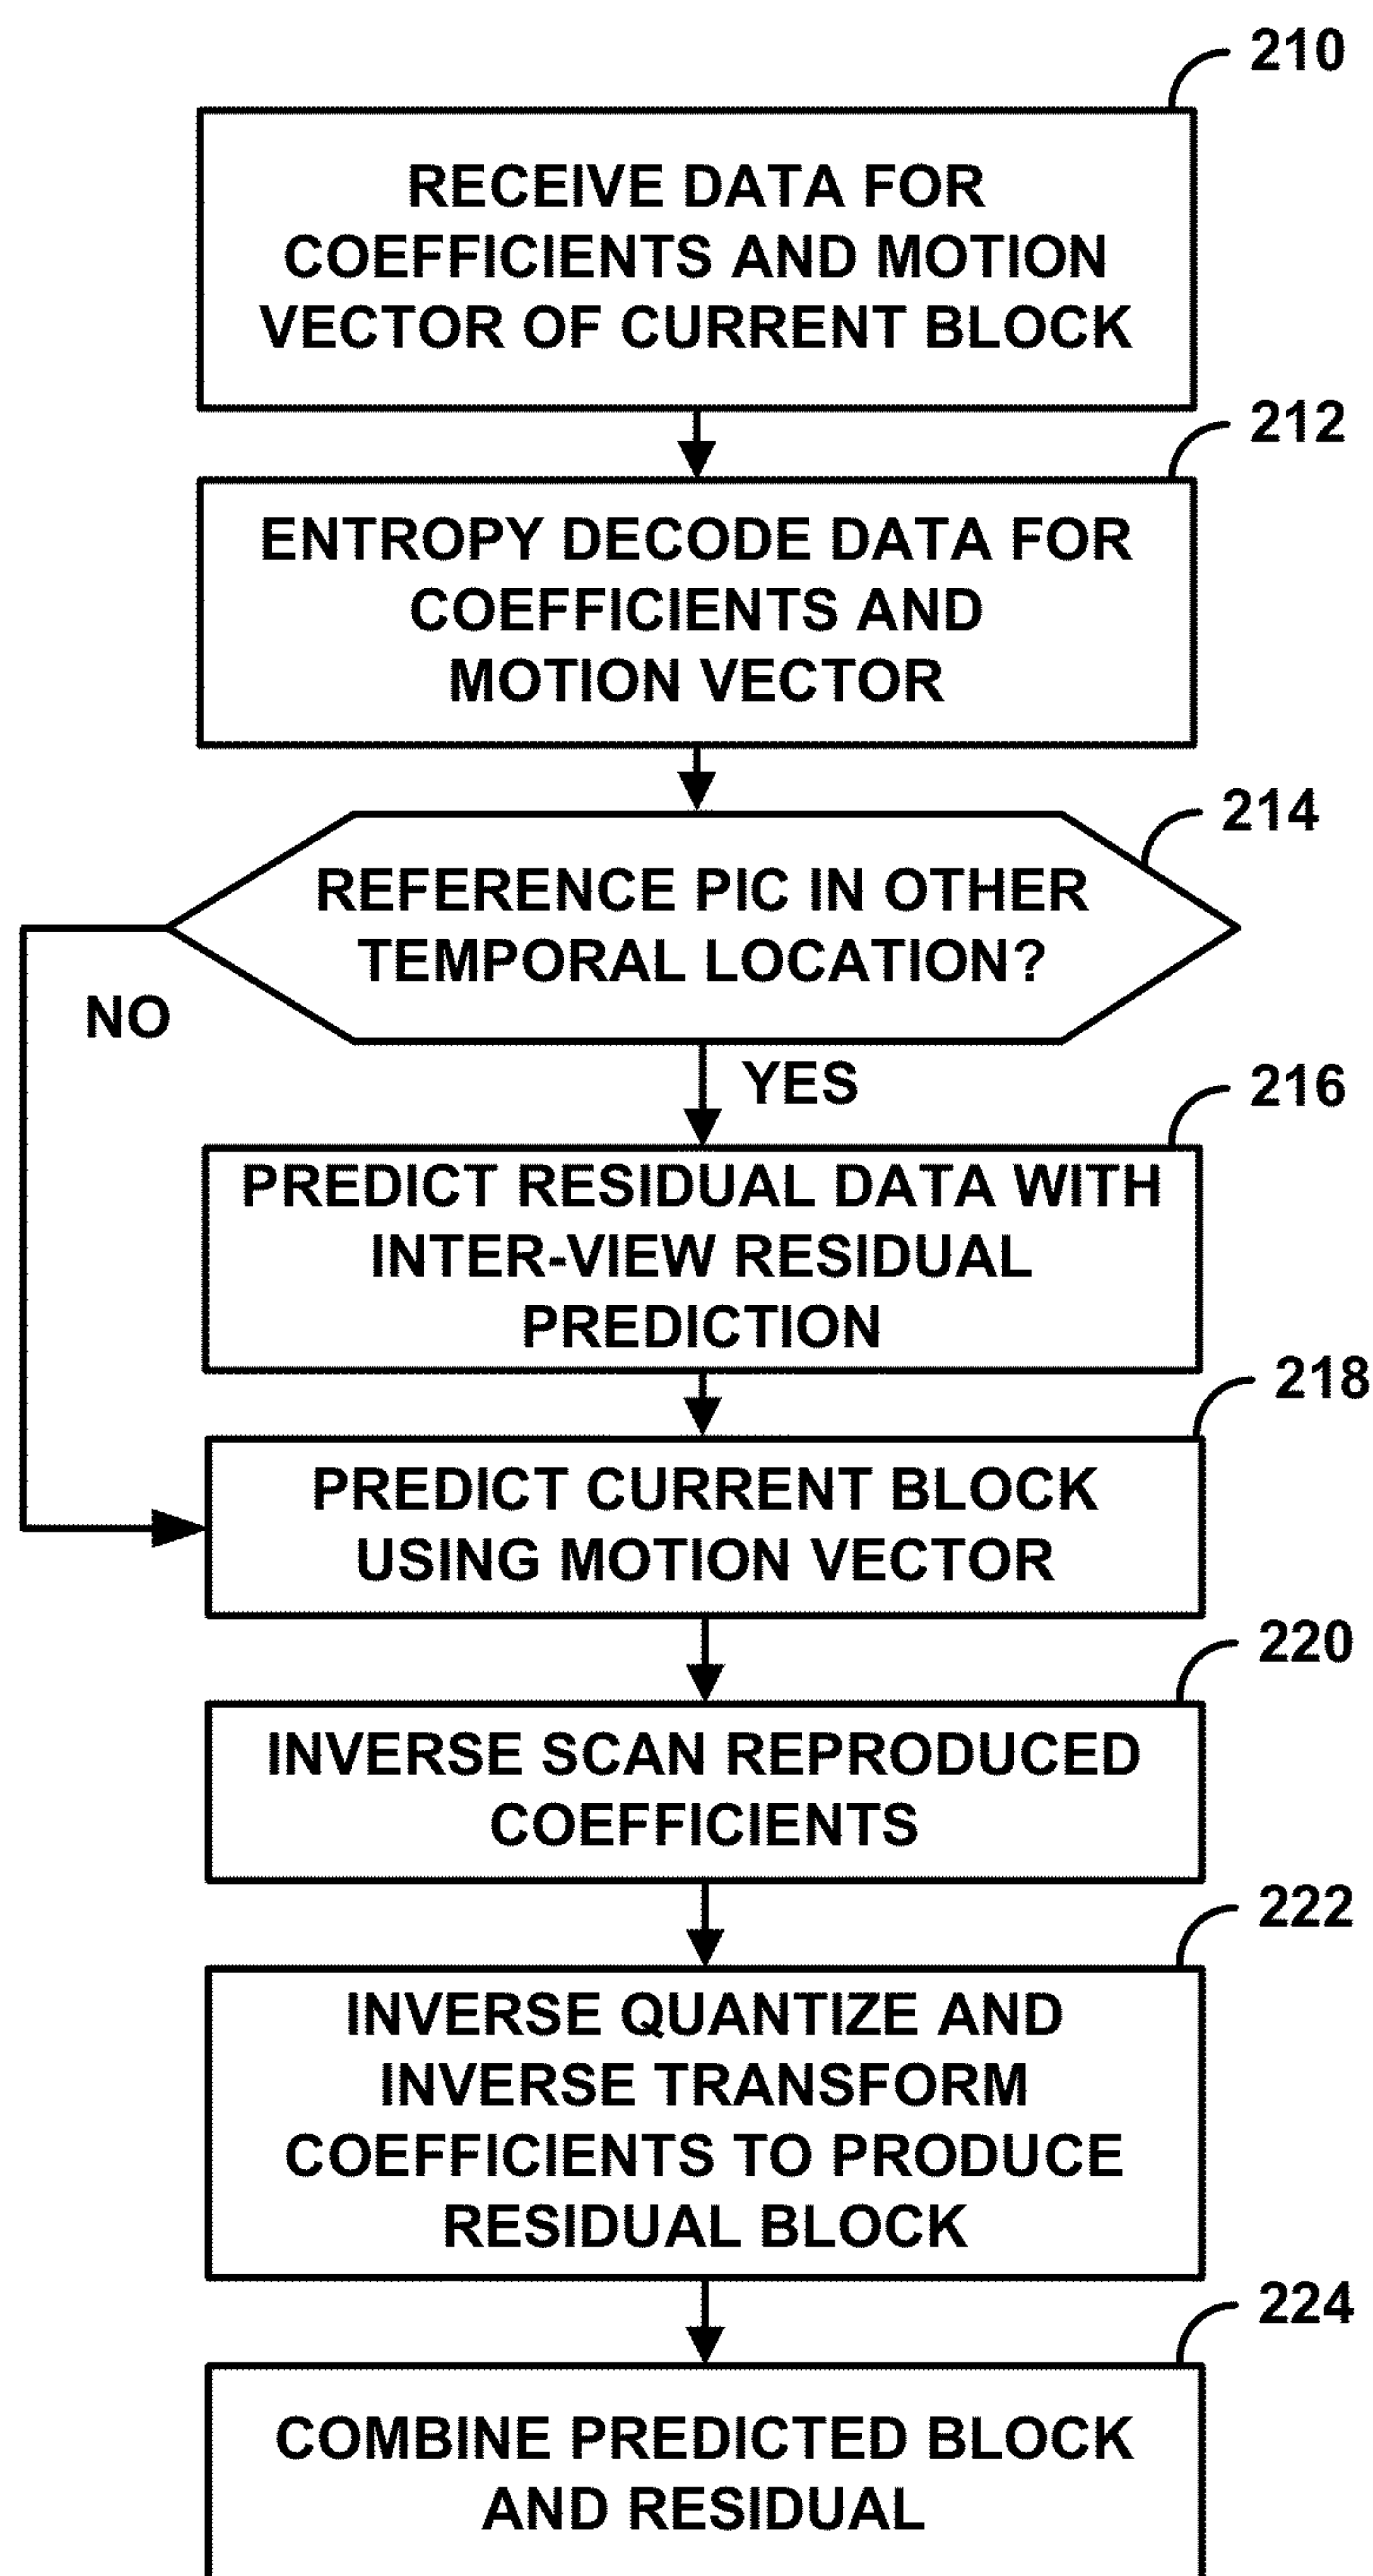 210
RECEIVE DATA FOR
COEFFICIENTS AND MOTION
VECTOR OF CURRENT BLOCK
212
ENTROPY DECODE DATA FOR
COEFFICIENTS AND
MOTION VECTOR
214
REFERENCE PIC IN OTHER
TEMPORAL LOCATION?
NO
YES
216
PREDICT RESIDUAL DATA WITH
INTER-VIEW RESIDUAL
PREDICTION
218
PREDICT CURRENT BLOCK
USING MOTION VECTOR
220
INVERSE SCAN REPRODUCED
COEFFICIENTS
222
INVERSE QUANTIZE AND
INVERSE TRANSFORM
COEFFICIENTS TO PRODUCE
RESIDUAL BLOCK
224
COMBINE PREDICTED BLOCK
AND RESIDUAL